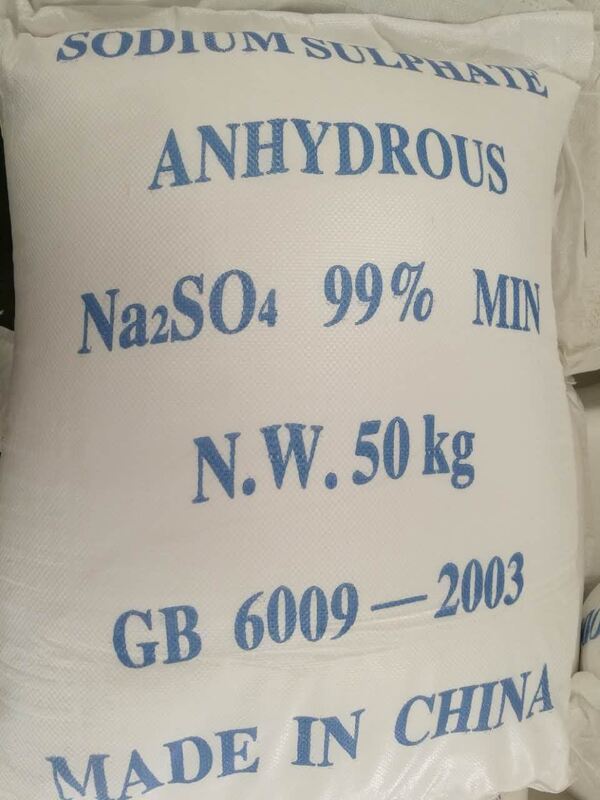 SODIUM SULPHATE
ANHYDROUS
Na2SO4 99% MIN
N.W. 50 kg
GB 6009—2003
MADE IN CHINA